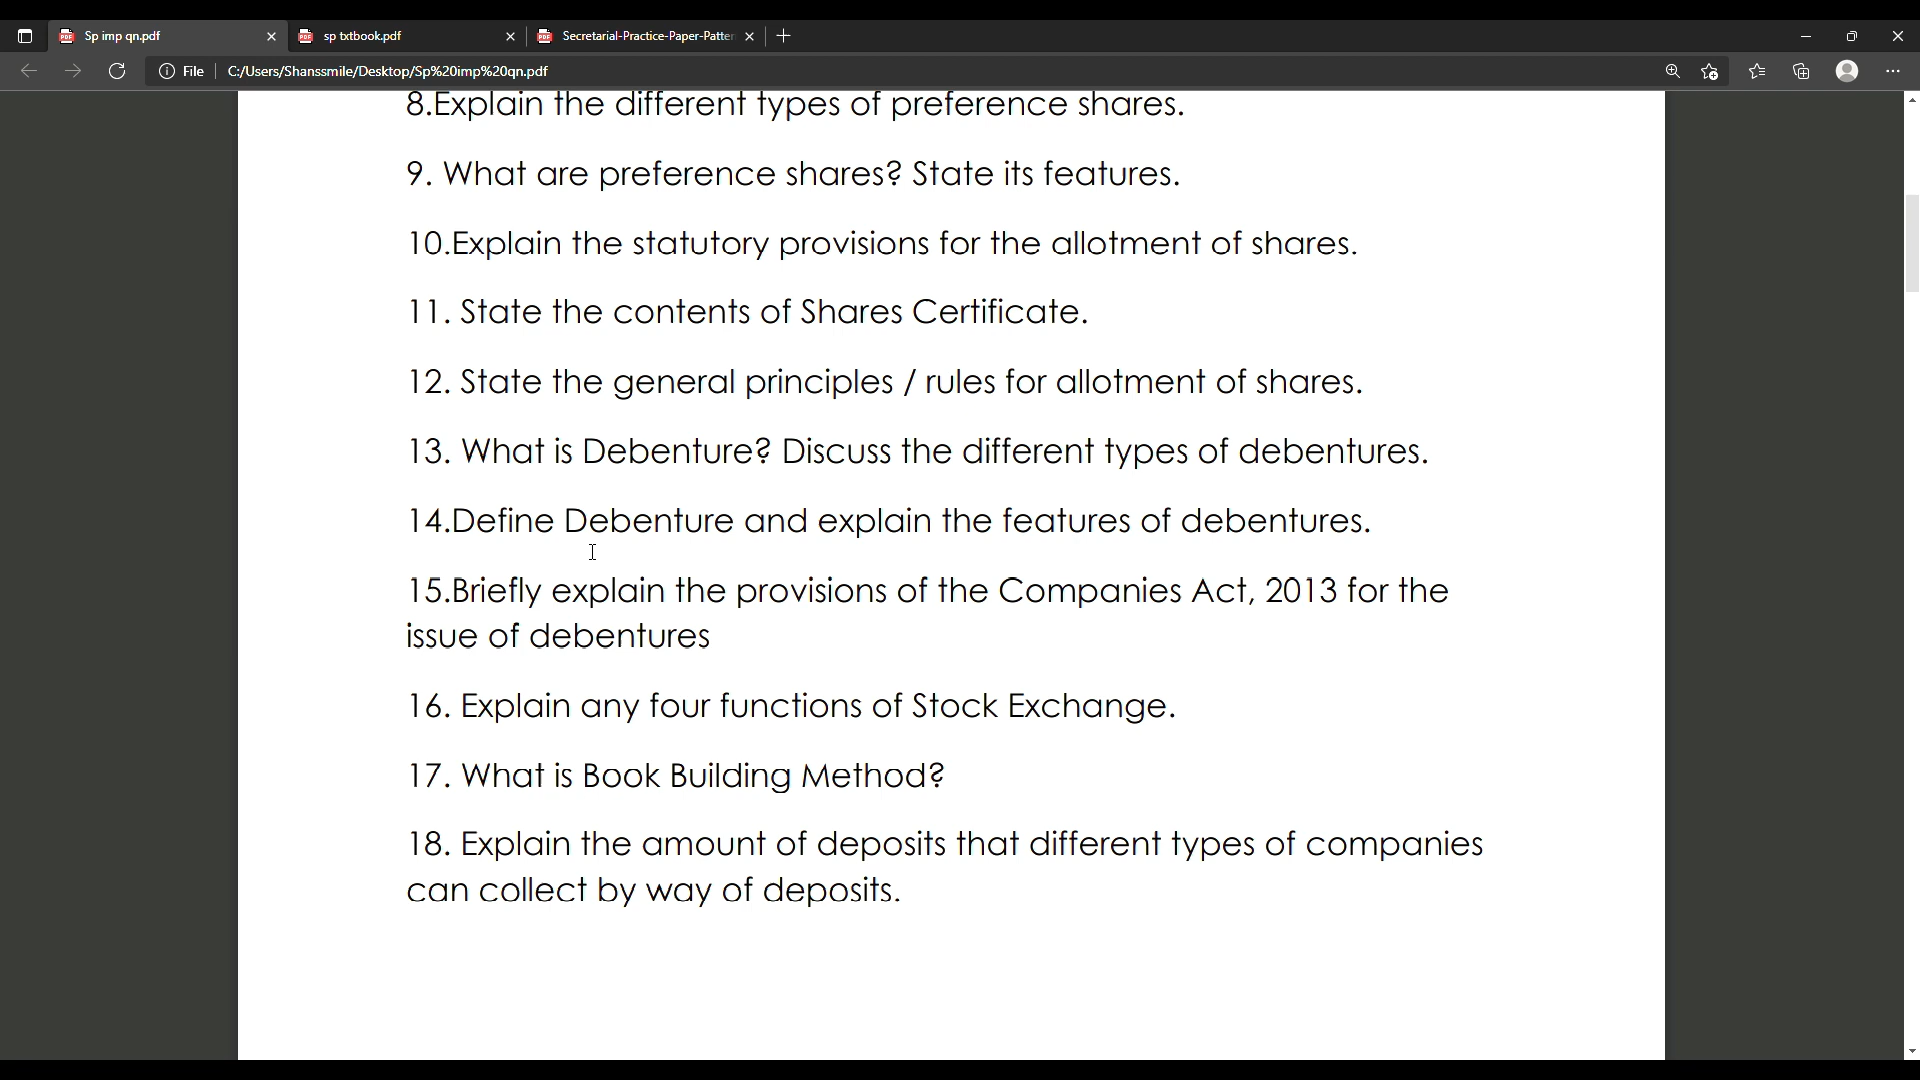 Sp imp qn.pdf
sp txtbook.pdf
Secretarial-Practice-Paper-Patter
File
C:/Users/Shanssmile/Desktop/Sp%20imp%20qn.pdf
8.Explain the different types of preference shares.
9. What are preference shares? State its features.
10.Explain the statutory provisions for the allotment of shares.
11. State the contents of Shares Certificate.
12. State the general principles / rules for allotment of shares.
13. What is Debenture? Discuss the different types of debentures.
14.Define Debenture and explain the features of debentures.
15.Briefly explain the provisions of the Companies Act, 2013 for the
issue of debentures
16. Explain any four functions of Stock Exchange.
17. What is Book Building Method?
18. Explain the amount of deposits that different types of companies
can collect by way of deposits.